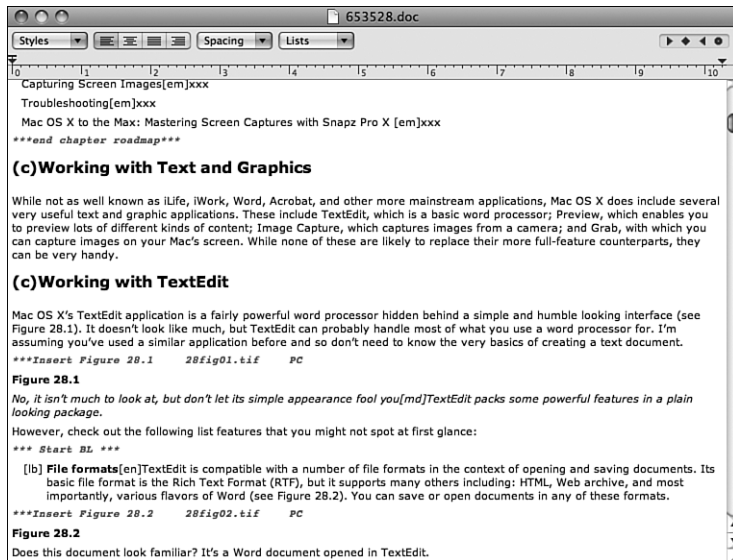 653528.doc
Styles Spacing Lists
0 1 2 3 4 5 6 7 8 9 10
Capturing Screen Images[em]xxx
Troubleshooting[em]xxx
Mac OS X to the Max: Mastering Screen Captures with Snapz Pro X [em]xxx
***end chapter roadmap***
(c)Working with Text and Graphics
While not as well known as iLife, iWork, Word, Acrobat, and other more mainstream applications, Mac OS X does include several
very useful text and graphic applications. These include TextEdit, which is a basic word processor; Preview, which enables you
to preview lots of different kinds of content; Image Capture, which captures images from a camera; and Grab, with which you
can capture images on your Mac’s screen. While none of these are likely to replace their more full-feature counterparts, they
can be very handy.
(c)Working with TextEdit
Mac OS X’s TextEdit application is a fairly powerful word processor hidden behind a simple and humble looking interface (see
Figure 28.1). It doesn’t look like much, but TextEdit can probably handle most of what you use a word processor for. I’m
assuming you’ve used a similar application before and so don’t need to know the very basics of creating a text document.
***Insert Figure 28.1 28fig01.tif PC
Figure 28.1
No, it isn’t much to look at, but don’t let its simple appearance fool you[md]TextEdit packs some powerful features in a plain
looking package.
However, check out the following list features that you might not spot at first glance:
*** Start BL ***
[lb] File formats[en]TextEdit is compatible with a number of file formats in the context of opening and saving documents. Its
basic file format is the Rich Text Format (RTF), but it supports many others including: HTML, Web archive, and most
importantly, various flavors of Word (see Figure 28.2). You can save or open documents in any of these formats.
***Insert Figure 28.2 28fig02.tif PC
Figure 28.2
Does this document look familiar? It’s a Word document opened in TextEdit.